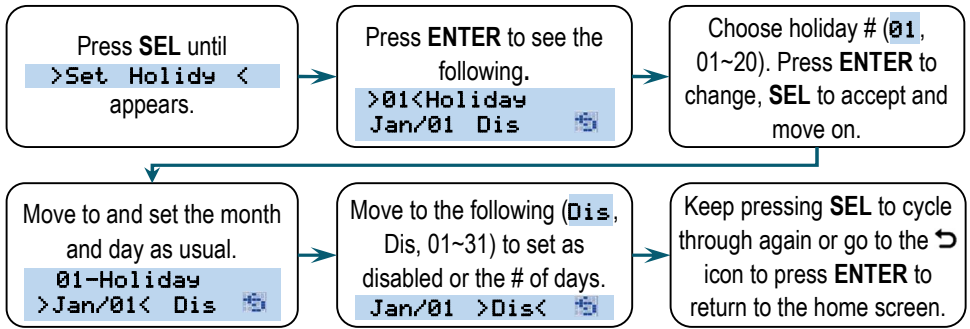 Press SEL until
>Set Holidy <
appears.
Press ENTER to see the
following.
>01<Holiday
Jan/01 Dis
Choose holiday # (01,
01~20). Press ENTER to
change, SEL to accept and
move on.
Move to and set the month
and day as usual.
01-Holiday
>Jan/01< Dis
Move to the following (Dis,
Dis, 01~31) to set as
disabled or the # of days.
Jan/01 >Dis<
Keep pressing SEL to cycle
through again or go to the ⮌
icon to press ENTER to
return to the home screen.